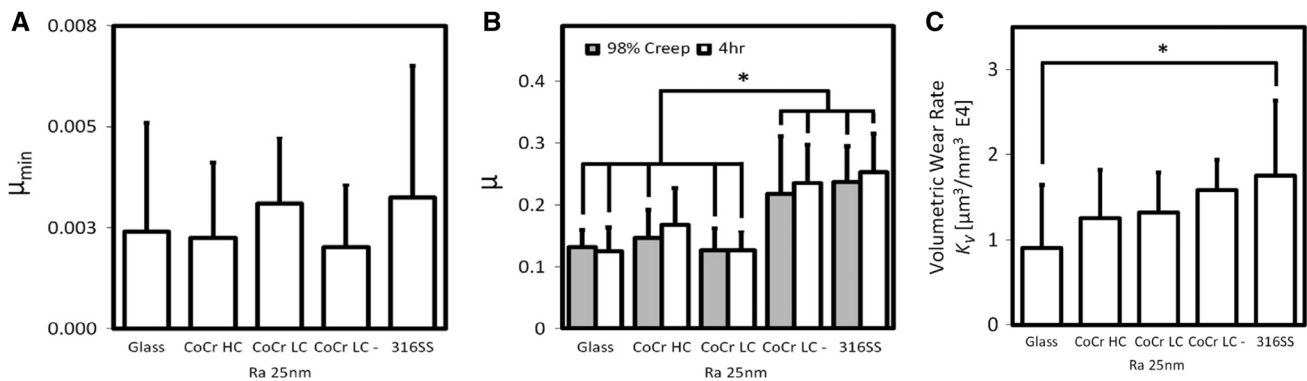 A
0.008
0.005
0.003
0.000
μmin
Glass CoCr HC CoCr LC CoCr LC - 316SS
Ra 25nm
B
98% Creep 4hr
*
0.4
0.3
0.2
0.1
0
μ
Glass CoCr HC CoCr LC CoCr LC - 316SS
Ra 25nm
C
*
3
2
1
0
Volumetric Wear Rate
Kv [μm³/mm³ E4]
Glass CoCr HC CoCr LC CoCr LC - 316SS
Ra 25nm